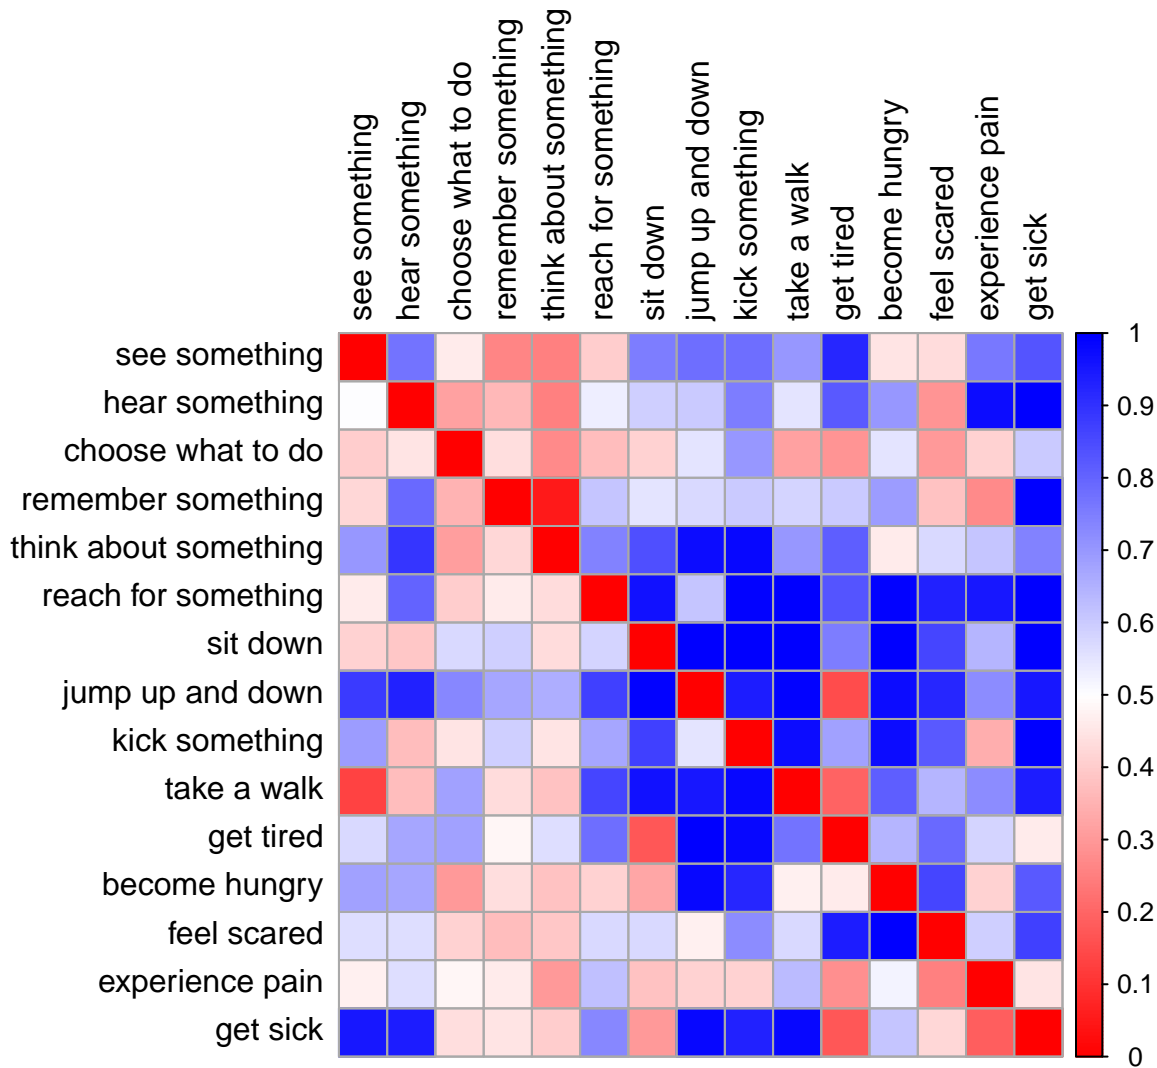 see something
hear something
choose what to do
remember something
think about something
reach for something
sit down
jump up and down
kick something
take a walk
get tired
become hungry
feel scared
experience pain
get sick
see something
hear something
choose what to do
remember something
think about something
reach for something
sit down
jump up and down
kick something
take a walk
get tired
become hungry
feel scared
experience pain
get sick
1
0.9
0.8
0.7
0.6
0.5
0.4
0.3
0.2
0.1
0